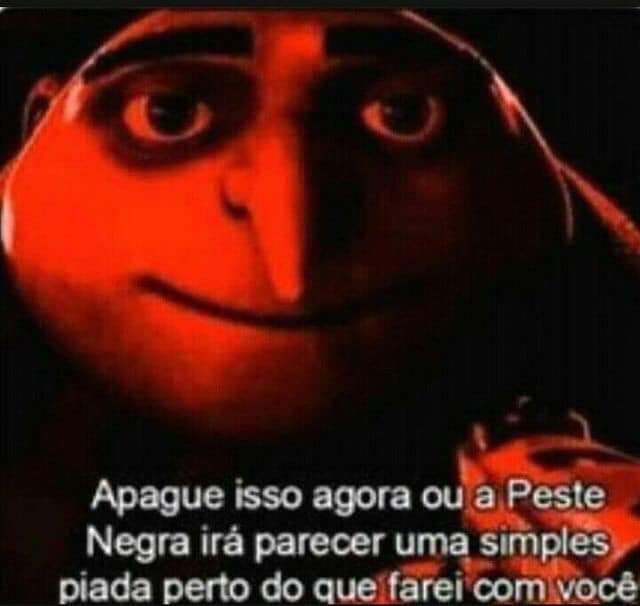 Apague isso agora ou a Peste
Negra irá parecer uma simples
piada perto do que farei com você